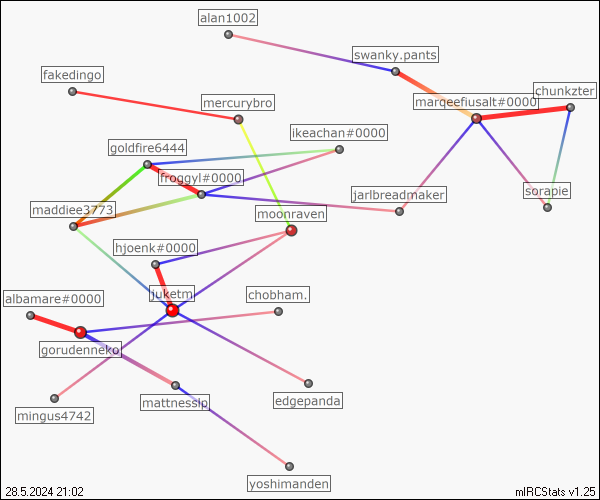 alan1002
swanky.pants
fakedingo
chunkzter
mercurybro
marqeefiusalt#0000
ikeachan#0000
goldfire6444
froggyl#0000
jarlbreadmaker
sorapie
maddiee3773
moonraven
hjoenk#0000
albamare#0000
juketm
chobham.
gorudenneko
mingus4742
mattnesslp
edgepanda
yoshimanden
28.5.2024 21:02
mIRCStats v1.25